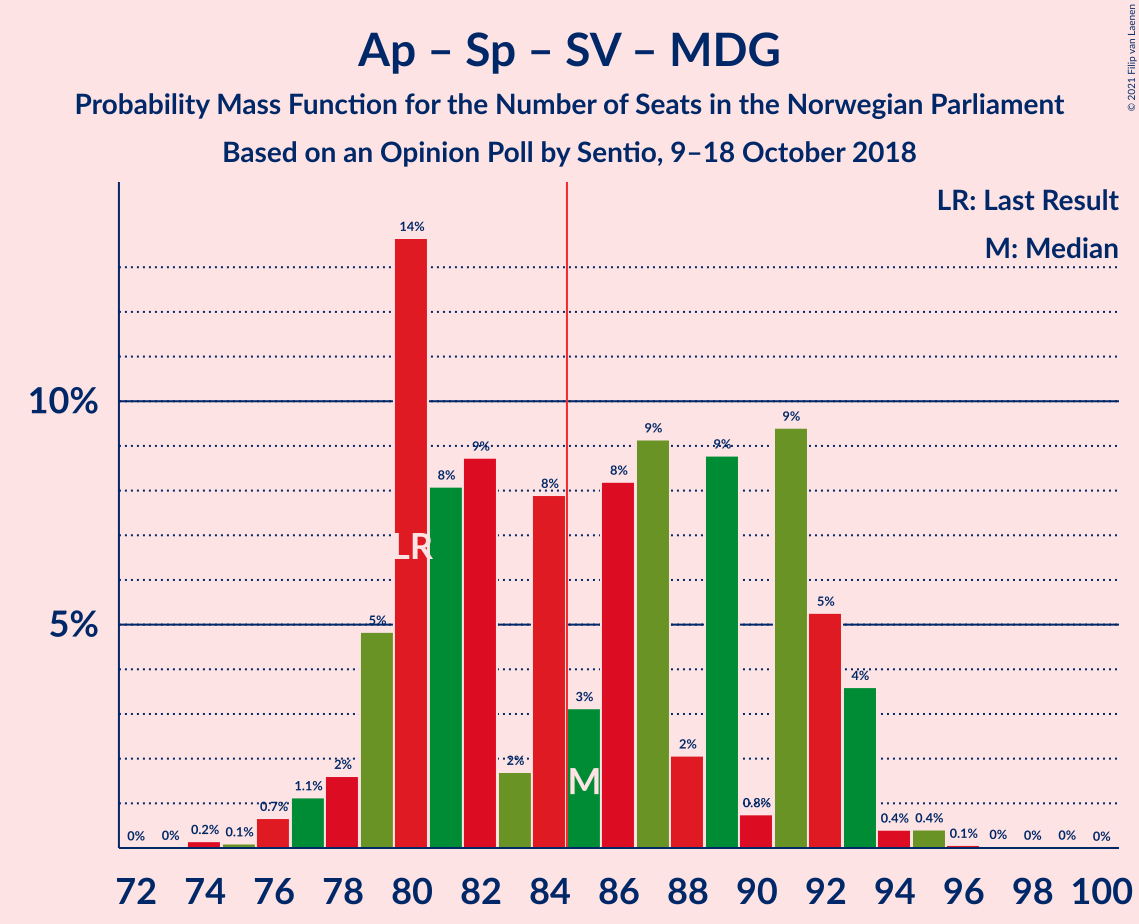 Ap – Sp – SV – MDG
Probability Mass Function for the Number of Seats in the Norwegian Parliament
Based on an Opinion Poll by Sentio, 9–18 October 2018
© 2021 Filip van Laenen
LR: Last Result
M: Median
10%
5%
0% 0% 0.2% 0.1% 0.7% 1.1% 2% 5% 14% 8% 9% 2% 8% 3% 8% 9% 2% 9% 0.8% 9% 5% 4% 0.4% 0.4% 0.1% 0% 0% 0% 0%
LR
M
72 74 76 78 80 82 84 86 88 90 92 94 96 98 100